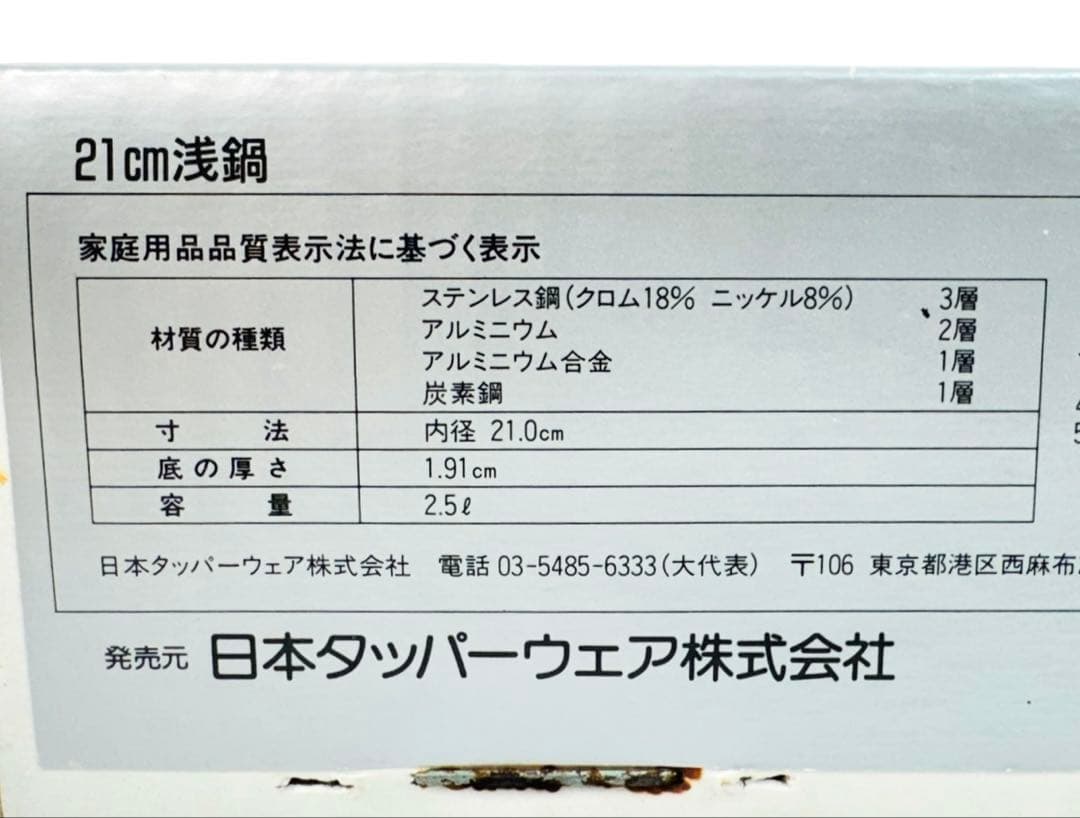 21cm浅鍋
家庭用品品質表示法に基づく表示
材質の種類
ステンレス鋼(クロム18% ニッケル8%) 3層
アルミニウム 2層
アルミニウム合金 1層
炭素鋼 1層
寸法 内径 21.0cm
底の厚さ 1.91cm
容量 2.5ℓ
日本タッパーウェア株式会社 電話 03-5485-6333(大代表) 〒106 東京都港区西麻布
発売元 日本タッパーウェア株式会社